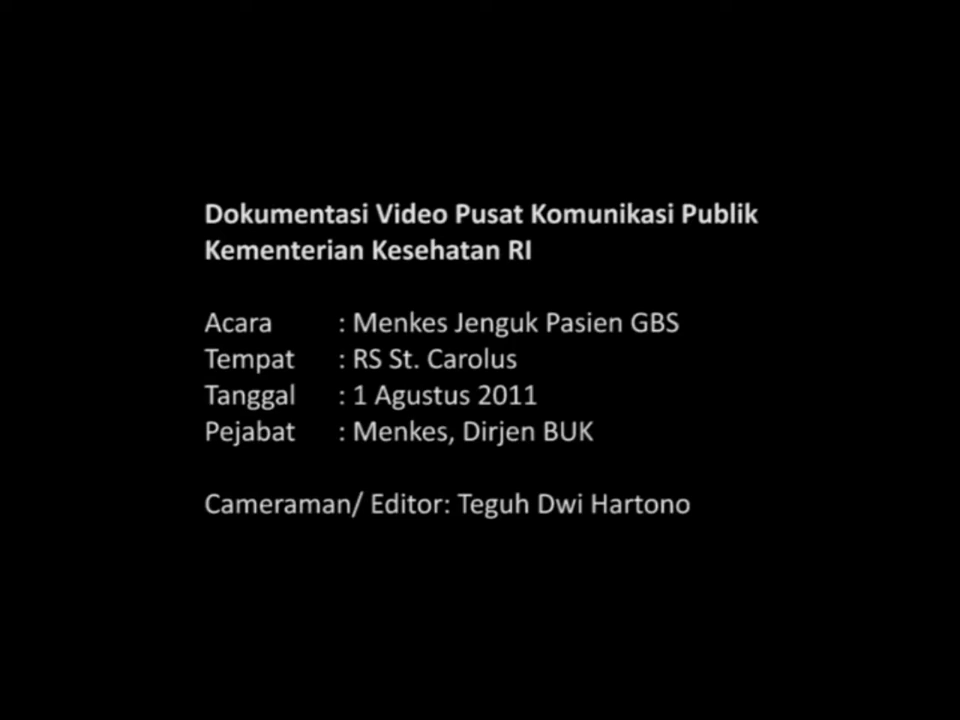 Dokumentasi Video Pusat Komunikasi Publik
Kementerian Kesehatan RI
Acara : Menkes Jenguk Pasien GBS
Tempat : RS St. Carolus
Tanggal : 1 Agustus 2011
Pejabat : Menkes, Dirjen BUK
Cameraman/ Editor: Teguh Dwi Hartono